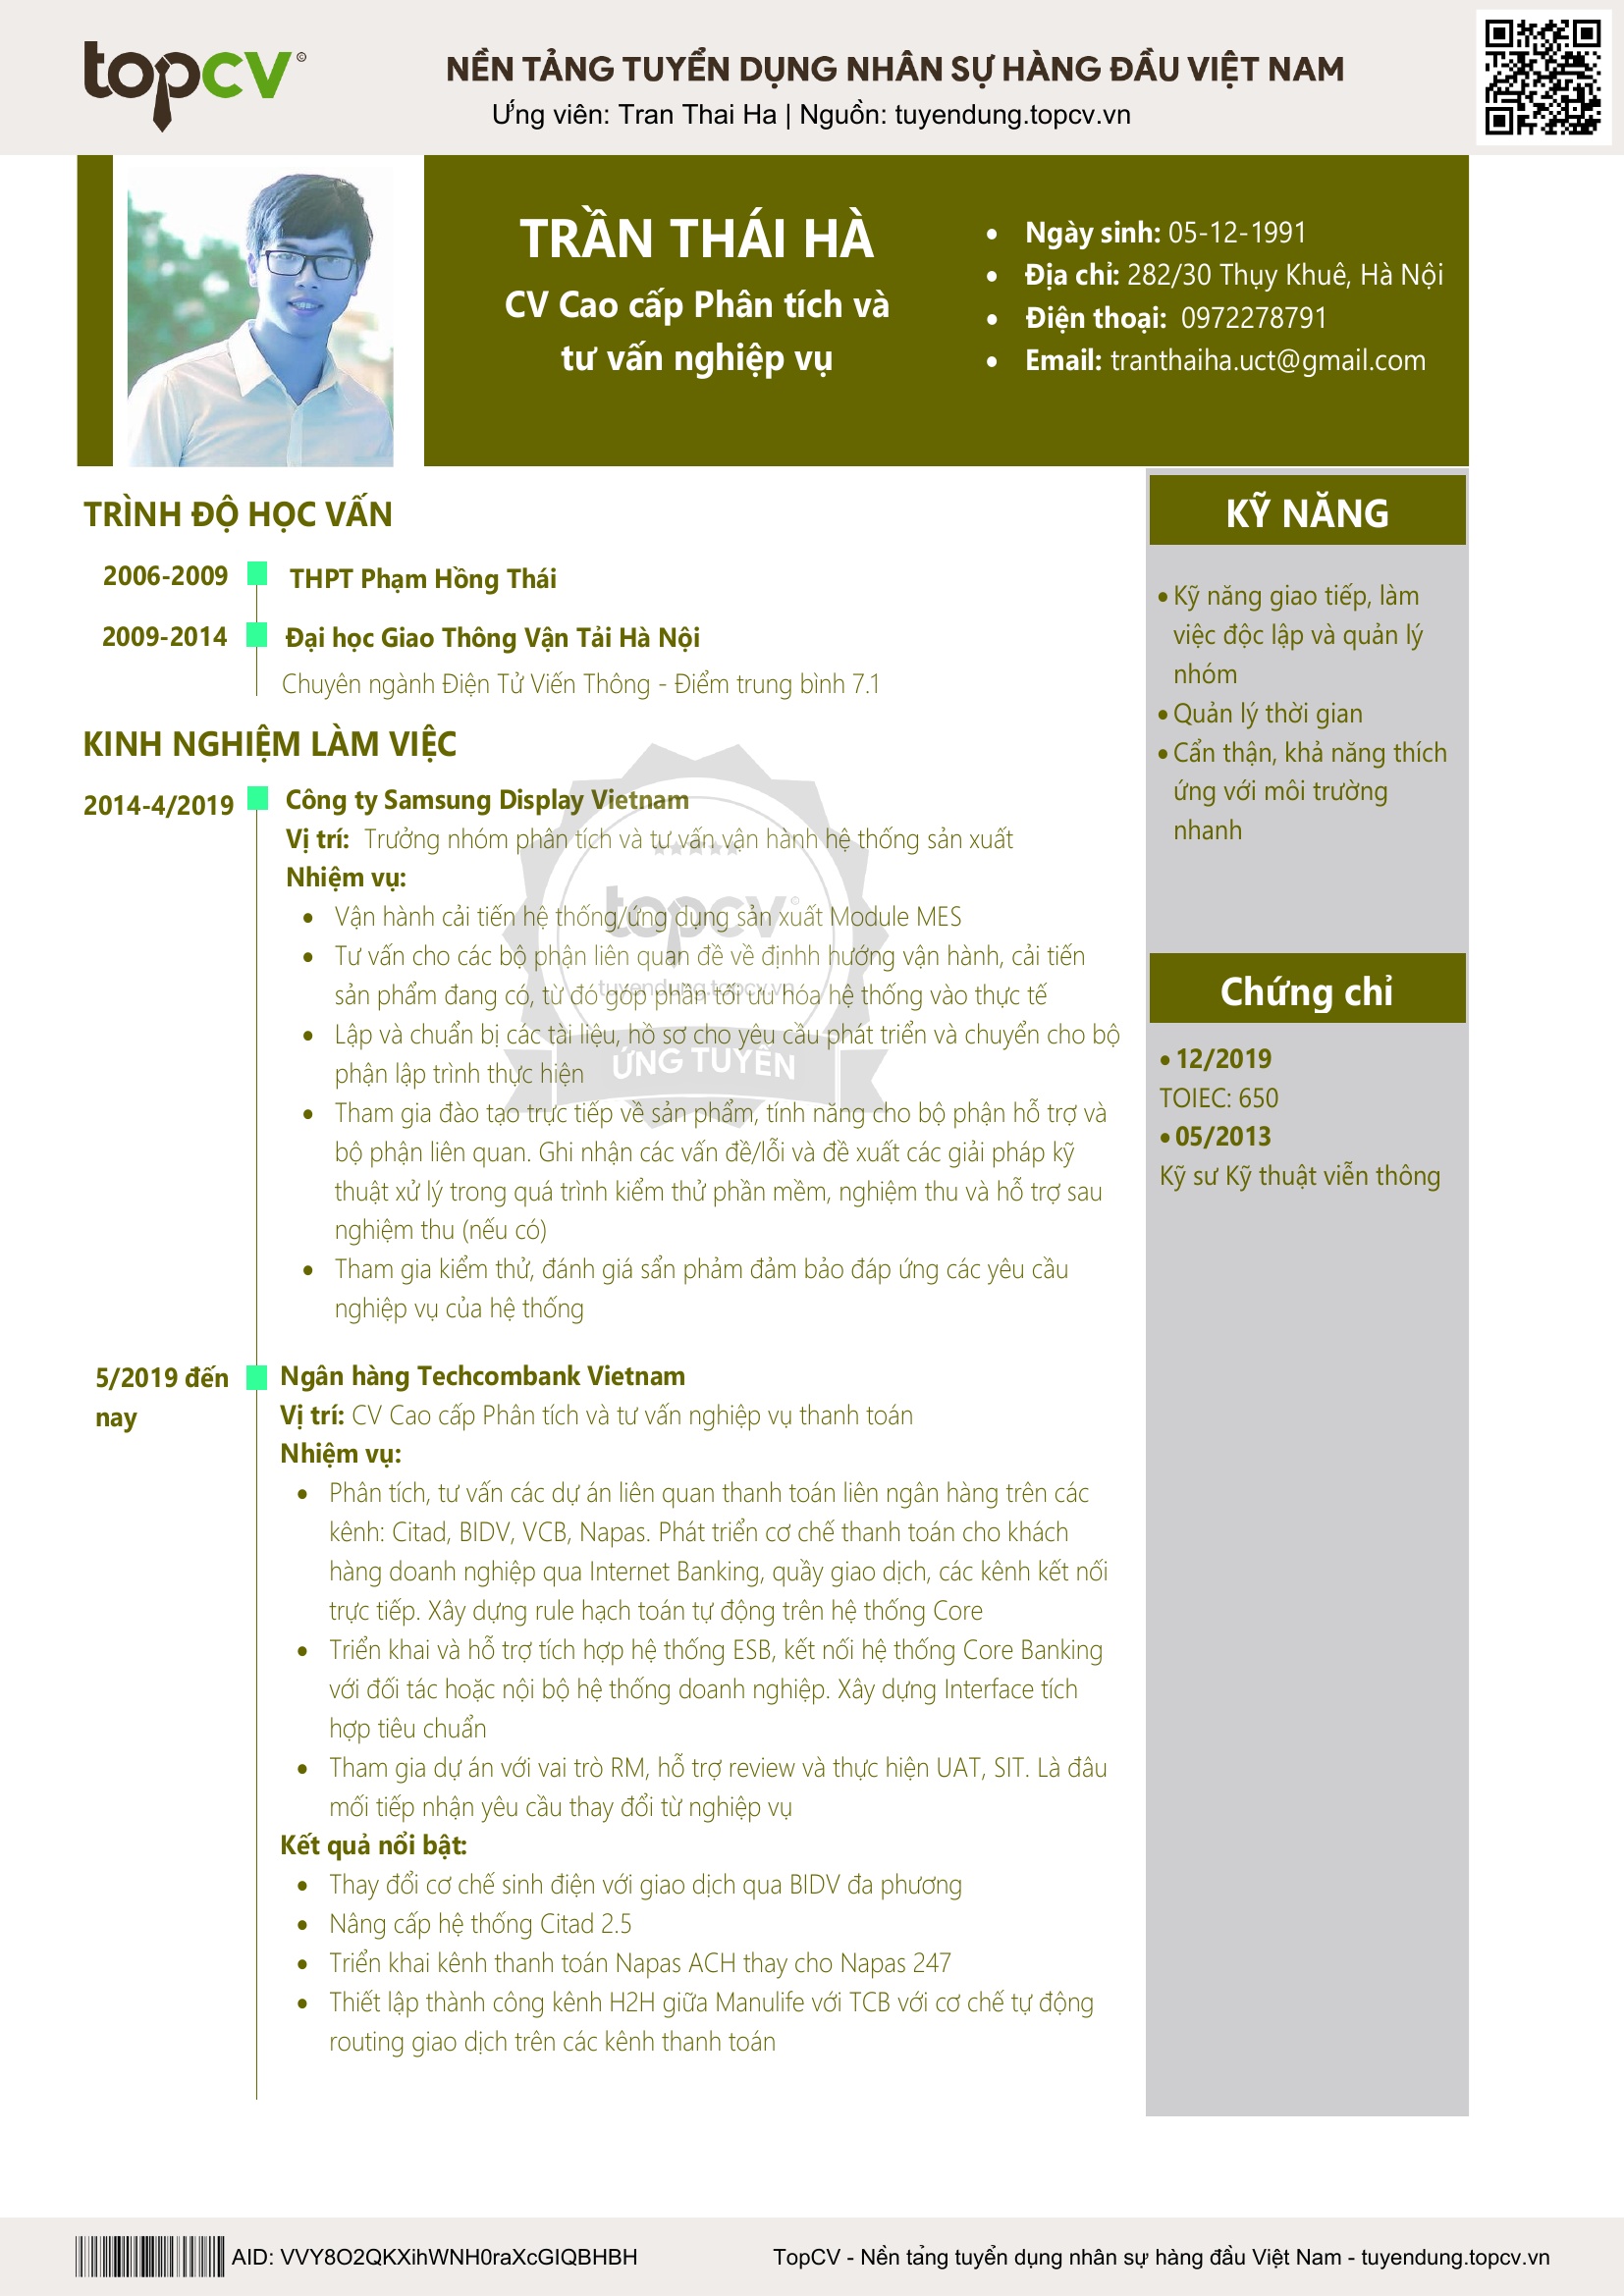 topcv©
NỀN TẢNG TUYỂN DỤNG NHÂN SỰ HÀNG ĐẦU VIỆT NAM
Ứng viên: Tran Thai Ha | Nguồn: tuyendung.topcv.vn
TRẦN THÁI HÀ
CV Cao cấp Phân tích và
tư vấn nghiệp vụ
• Ngày sinh: 05-12-1991
• Địa chỉ: 282/30 Thụy Khuê, Hà Nội
• Điện thoại: 0972278791
• Email: tranthaiha.uct@gmail.com
TRÌNH ĐỘ HỌC VẤN
2006-2009 THPT Phạm Hồng Thái
2009-2014 Đại học Giao Thông Vận Tải Hà Nội
Chuyên ngành Điện Tử Viến Thông - Điểm trung bình 7.1
KINH NGHIỆM LÀM VIỆC
2014-4/2019 Công ty Samsung Display Vietnam
Vị trí: Trưởng nhóm phân tích và tư vấn vận hành hệ thống sản xuất
Nhiệm vụ:
• Vận hành cải tiến hệ thống/ứng dụng sản xuất Module MES
• Tư vấn cho các bộ phận liên quan đề về địnhh hướng vận hành, cải tiến
sản phẩm đang có, từ đó góp phần tối ưu hóa hệ thống vào thực tế
• Lập và chuẩn bị các tài liệu, hồ sơ cho yêu cầu phát triển và chuyển cho bộ
phận lập trình thực hiện
• Tham gia đào tạo trực tiếp về sản phẩm, tính năng cho bộ phận hỗ trợ và
bộ phận liên quan. Ghi nhận các vấn đề/lỗi và đề xuất các giải pháp kỹ
thuật xử lý trong quá trình kiểm thử phần mềm, nghiệm thu và hỗ trợ sau
nghiệm thu (nếu có)
• Tham gia kiểm thử, đánh giá sẩn phảm đảm bảo đáp ứng các yêu cầu
nghiệp vụ của hệ thống
topcv©
tuyendung.topcv.vn
ỨNG TUYỂN
5/2019 đến
nay
Ngân hàng Techcombank Vietnam
Vị trí: CV Cao cấp Phân tích và tư vấn nghiệp vụ thanh toán
Nhiệm vụ:
• Phân tích, tư vấn các dự án liên quan thanh toán liên ngân hàng trên các
kênh: Citad, BIDV, VCB, Napas. Phát triển cơ chế thanh toán cho khách
hàng doanh nghiệp qua Internet Banking, quầy giao dịch, các kênh kết nối
trực tiếp. Xây dựng rule hạch toán tự động trên hệ thống Core
• Triển khai và hỗ trợ tích hợp hệ thống ESB, kết nối hệ thống Core Banking
với đối tác hoặc nội bộ hệ thống doanh nghiệp. Xây dựng Interface tích
hợp tiêu chuẩn
• Tham gia dự án với vai trò RM, hỗ trợ review và thực hiện UAT, SIT. Là đâu
mối tiếp nhận yêu cầu thay đổi từ nghiệp vụ
Kết quả nổi bật:
• Thay đổi cơ chế sinh điện với giao dịch qua BIDV đa phương
• Nâng cấp hệ thống Citad 2.5
• Triển khai kênh thanh toán Napas ACH thay cho Napas 247
• Thiết lập thành công kênh H2H giữa Manulife với TCB với cơ chế tự động
routing giao dịch trên các kênh thanh toán
KỸ NĂNG
• Kỹ năng giao tiếp, làm
việc độc lập và quản lý
nhóm
• Quản lý thời gian
• Cẩn thận, khả năng thích
ứng với môi trường
nhanh
Chứng chỉ
• 12/2019
TOIEC: 650
• 05/2013
Kỹ sư Kỹ thuật viễn thông
AID: VVY8O2QKXihWNH0raXcGIQBHBH
TopCV - Nền tảng tuyển dụng nhân sự hàng đầu Việt Nam - tuyendung.topcv.vn